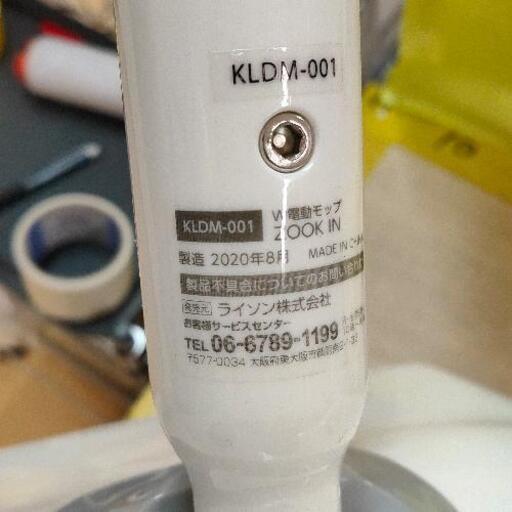 KLDM-001
KLDM-001 W電動モップ
ZOOK IN
製造 2020年8月 MADE IN
製品不具合についてのお問い合わせ
発売元 ライソン株式会社
お客様サービスセンター
TEL 06-6789-1199
〒577-0034 大阪府東大阪市